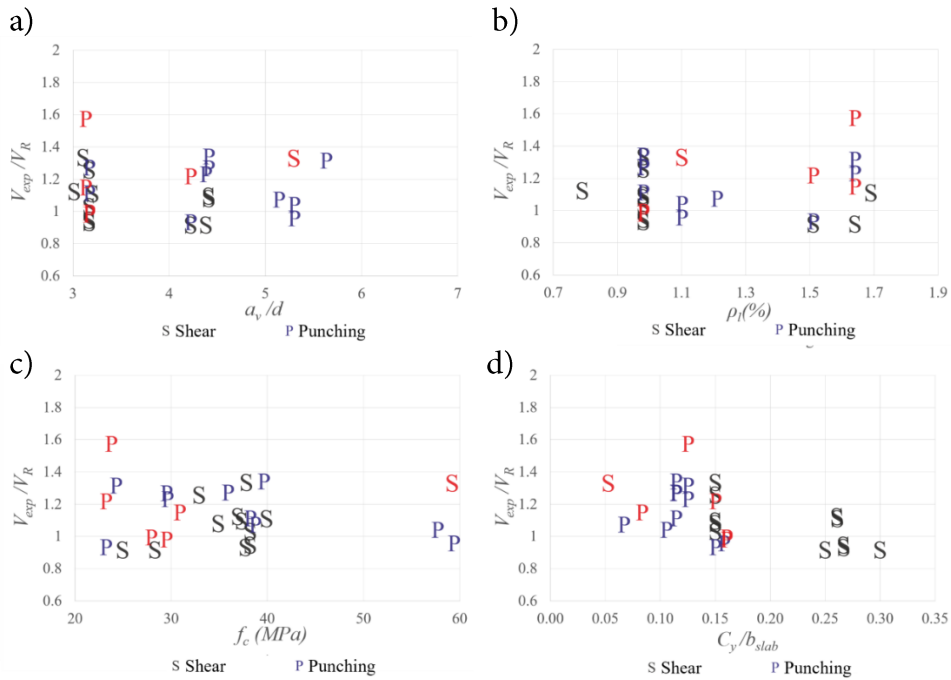 a)
V_exp/V_R
2
1.8
1.6
1.4
1.2
1
0.8
0.6
3 4 5 6 7
a_v/d
S Shear P Punching
b)
V_exp/V_R
2
1.8
1.6
1.4
1.2
1
0.8
0.6
0.7 0.9 1.1 1.3 1.5 1.7 1.9
ρ_l(%)
S Shear P Punching
c)
V_exp/V_R
2
1.8
1.6
1.4
1.2
1
0.8
0.6
20 30 40 50 60
f_c (MPa)
S Shear P Punching
d)
V_exp/V_R
2
1.8
1.6
1.4
1.2
1
0.8
0.6
0.00 0.05 0.10 0.15 0.20 0.25 0.30 0.35
C_y/b_slab
S Shear P Punching